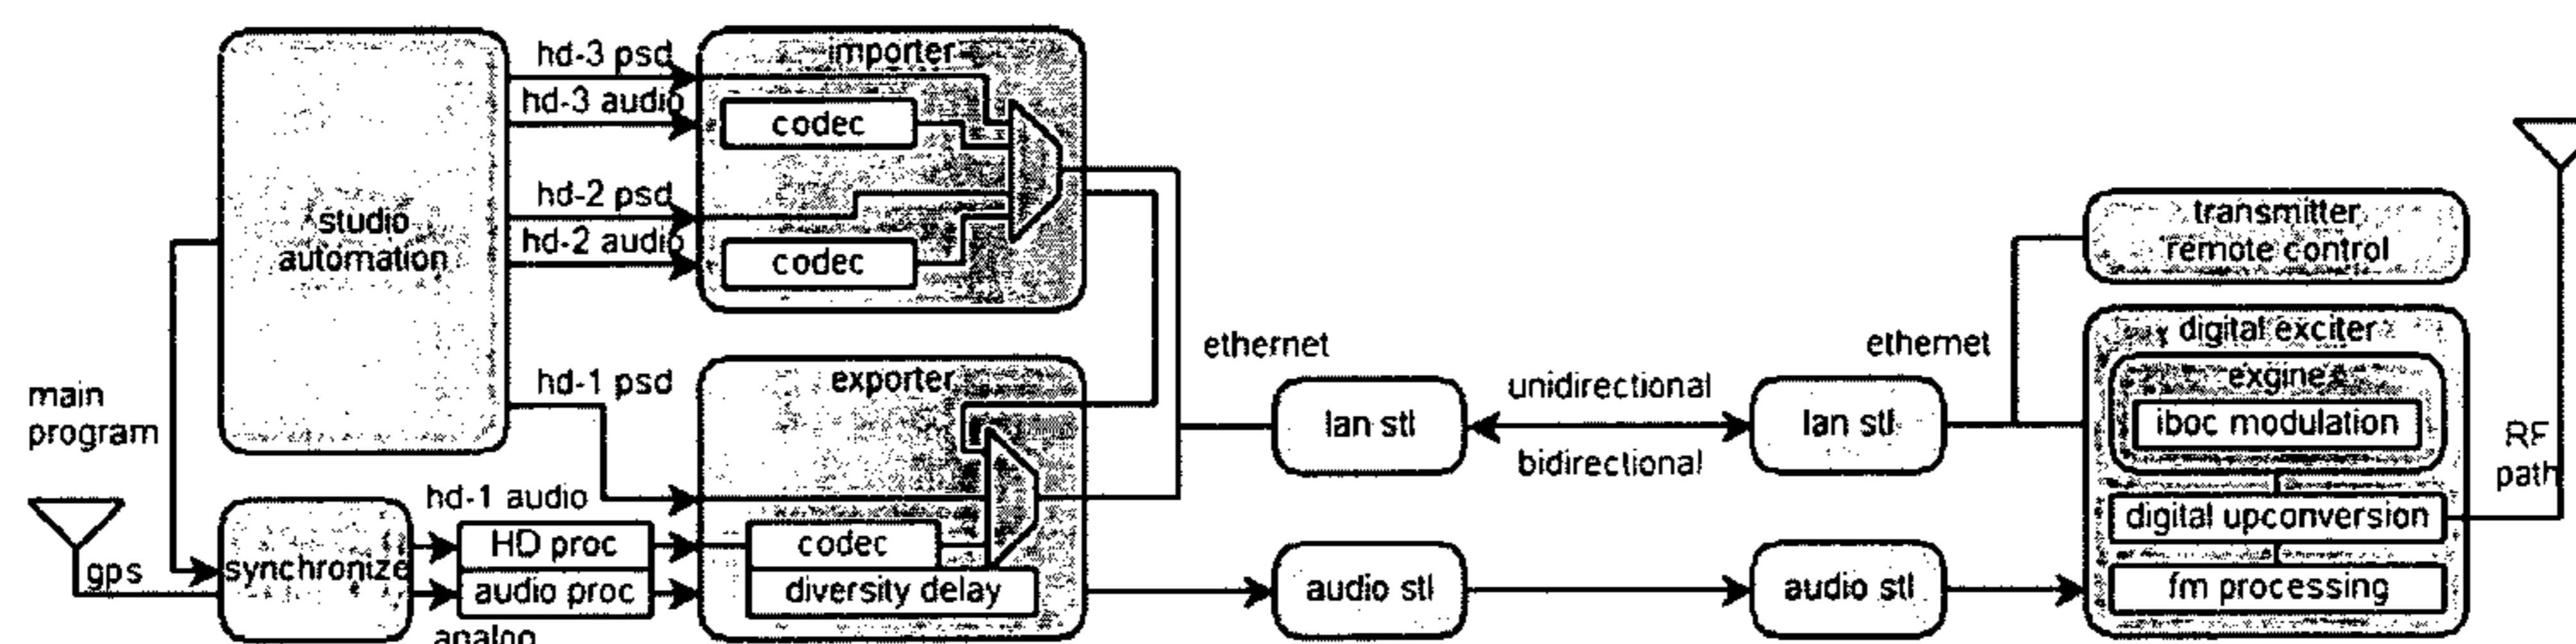 hd-3 psd
hd-3 audio
hd-2 psd
hd-2 audio
hd-1 psd
studio
automation
importer
codec
codec
main
program
gps
synchronize
hd-1 audio
HD proc
audio proc
analog
exporter
codec
diversity delay
ethernet
lan stl
unidirectional
bidirectional
lan stl
ethernet
audio stl
audio stl
transmitter
remote control
digital exciter
exgine
iboc modulation
digital upconversion
fm processing
RF
path